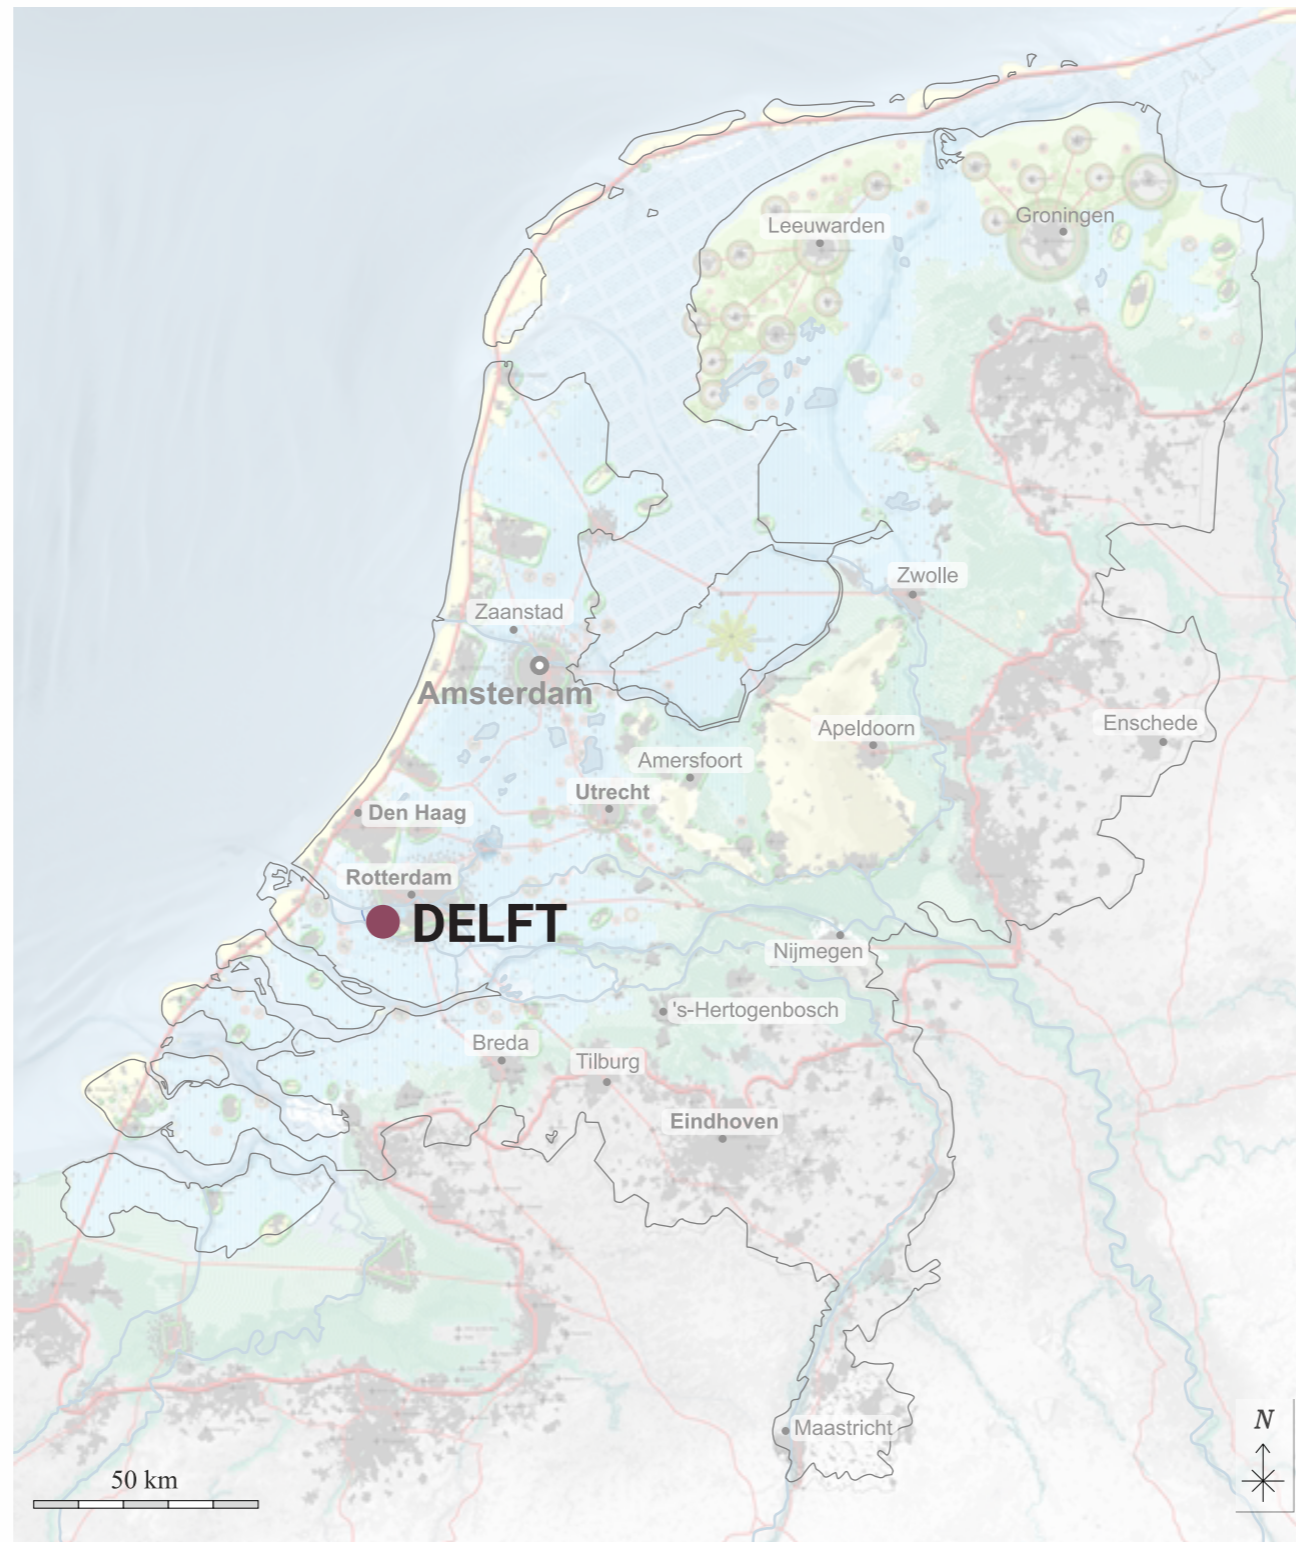 Leeuwarden
Groningen
Zwolle
Zaanstad
Amsterdam
Apeldoorn
Enschede
Amersfoort
Utrecht
Den Haag
Rotterdam
DELFT
Nijmegen
's-Hertogenbosch
Breda
Tilburg
Eindhoven
Maastricht
N
50 km